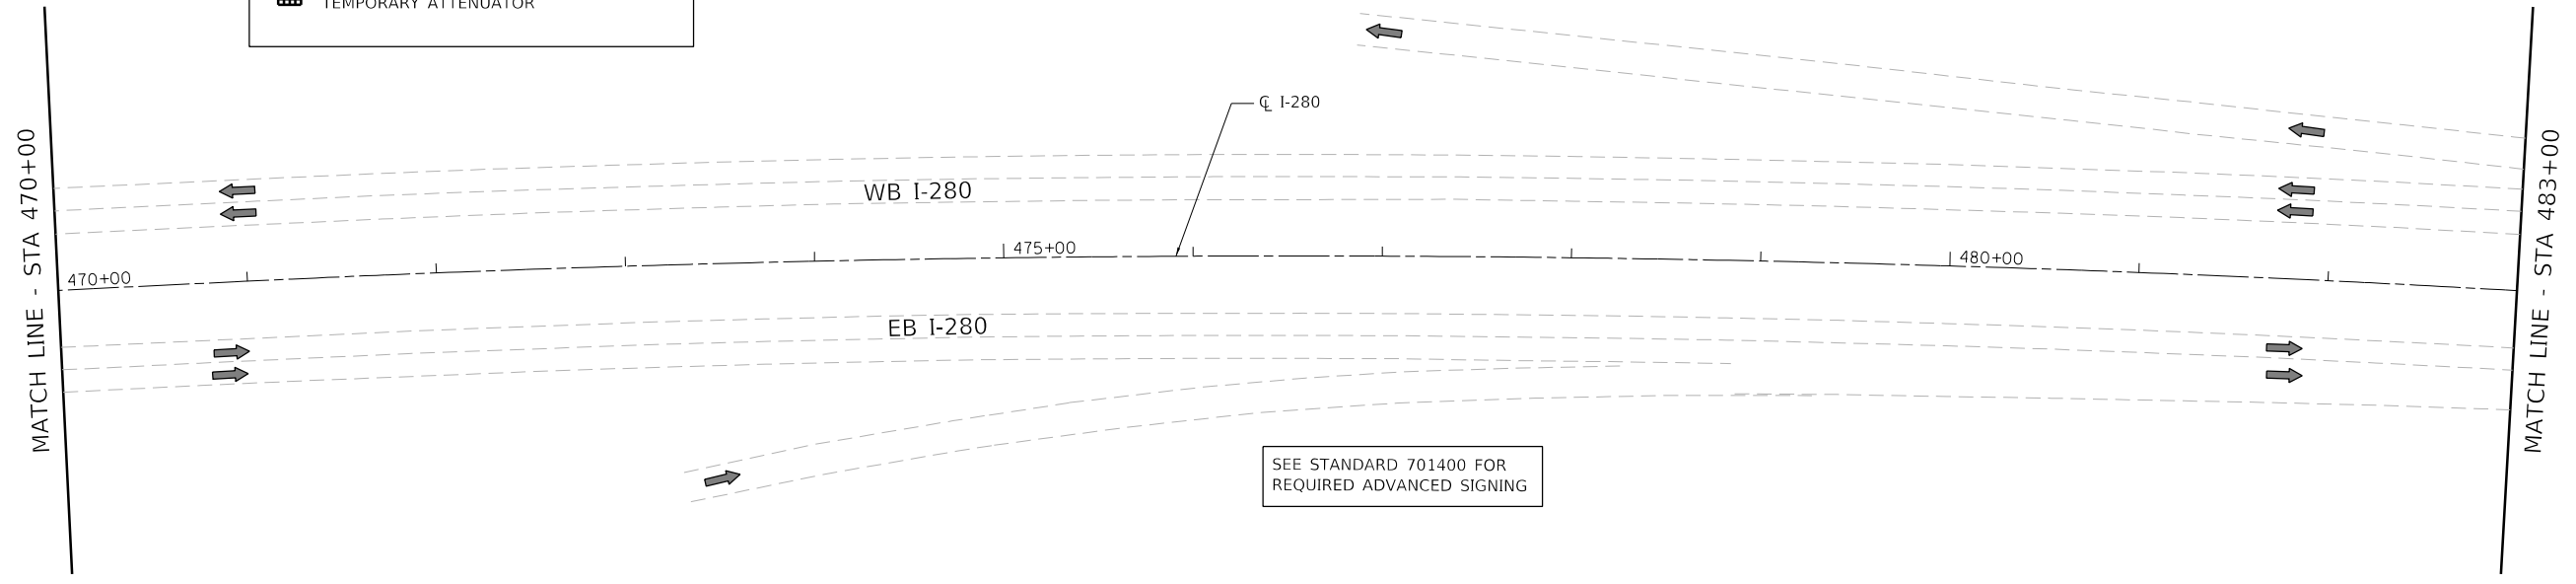 TEMPORARY ATTENUATOR
℄ I-280
MATCH LINE - STA 470+00
MATCH LINE - STA 483+00
WB I-280
475+00
480+00
470+00
EB I-280
SEE STANDARD 701400 FOR
REQUIRED ADVANCED SIGNING